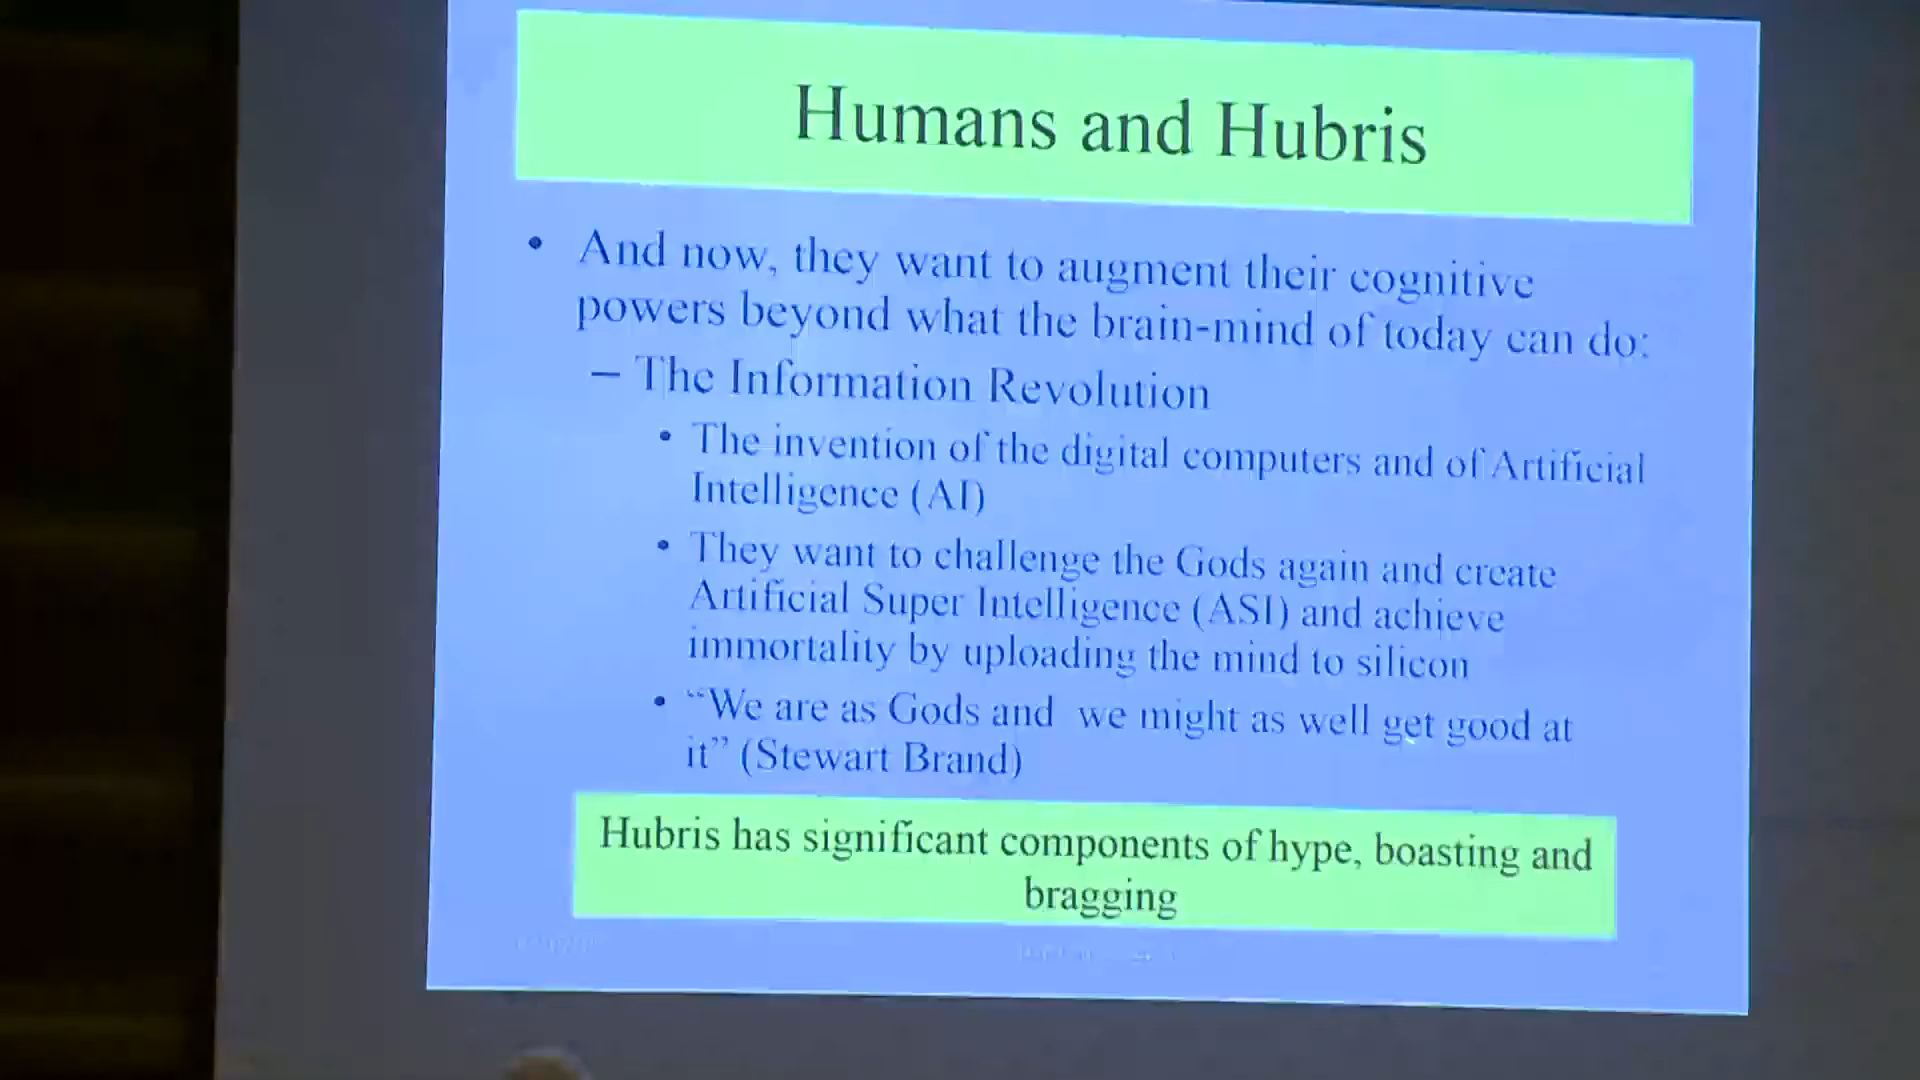 Humans and Hubris
• And now, they want to augment their cognitive
powers beyond what the brain-mind of today can do:
– The Information Revolution
• The invention of the digital computers and of Artificial
Intelligence (AI)
• They want to challenge the Gods again and create
Artificial Super Intelligence (ASI) and achieve
immortality by uploading the mind to silicon
• “We are as Gods and we might as well get good at
it” (Stewart Brand)
Hubris has significant components of hype, boasting and
bragging